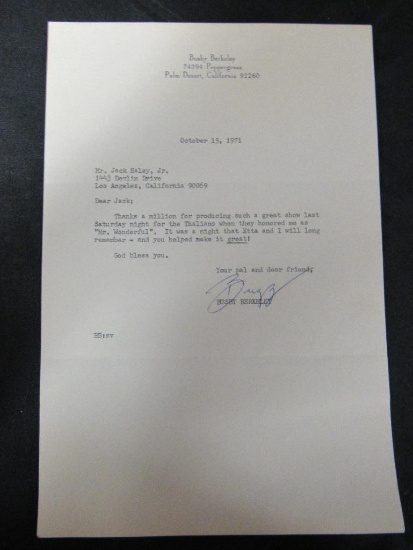 Busby Berkeley
74384 Peppergrass
Palm Desert, California 92260
October 15, 1971
Mr. Jack Haley, Jr.
1443 Devlin Drive
Los Angeles, California 90069
Dear Jack:
Thanks a million for producing such a great show last
Saturday night for the Thalians when they honored me as
"Mr. Wonderful". It was a night that Etta and I will long
remember - and you helped make it great!
God bless you.
Your pal and dear friend,
Buzz
BUSBY BERKELEY
BB:sv